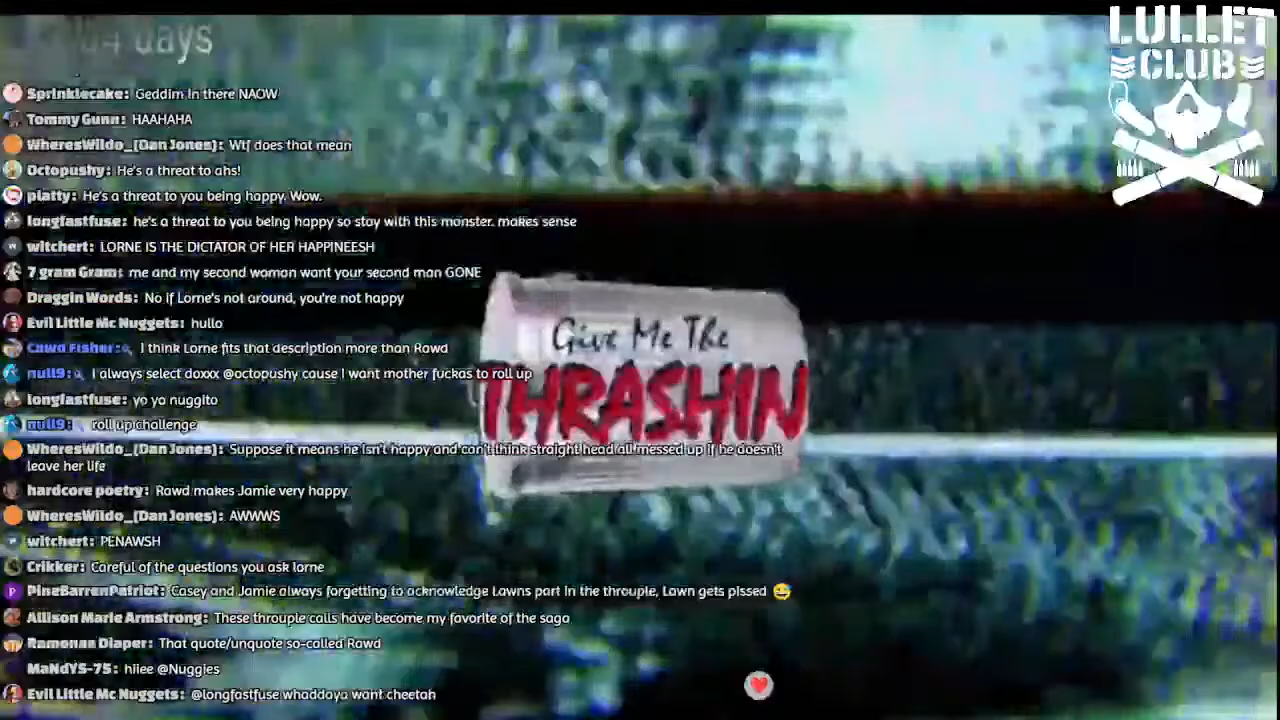 04 days
LULLET
CLUB
Sprinklecake: Geddim in there NAOW
Tommy Gunn: HAAHAHA
WheresWildo_(Dan Jones): Wtf does that mean
Octopushy: He's a threat to ahs!
platty: He's a threat to you being happy. Wow.
longfastfuse: he's a threat to you being happy so stay with this monster. makes sense
witchert: LORNE IS THE DICTATOR OF HER HAPPINEESH
7 gram Gram: me and my second woman want your second man GONE
Draggin Words: No if Lorne's not around, you're not happy
Evil Little Mc Nuggets: hullo
Cawd Fisher: I think Lorne fits that description more than Rawd
null9: I always select doxxx @octopushy cause I want mother fuckas to roll up
longfastfuse: yo yo nuggito
null9: roll up challenge
WheresWildo_(Dan Jones): Suppose it means he isn't happy and can't think straight head all messed up if he doesn't
leave her life
hardcore poetry: Rawd makes Jamie very happy
WheresWildo_(Dan Jones): AWWWS
witchert: PENAWSH
Crikker: Careful of the questions you ask lorne
PineBarrenPatriot: Casey and Jamie always forgetting to acknowledge Lawns part in the throuple, Lawn gets pissed 😅
Allison Marie Armstrong: These throuple calls have become my favorite of the saga
Ramonan Diaper: That quote/unquote so-called Rawd
MaNdYS-75: hiiee @Nuggies
Evil Little Mc Nuggets: @longfastfuse whaddaya want cheetah
Give Me The
THRASHIN